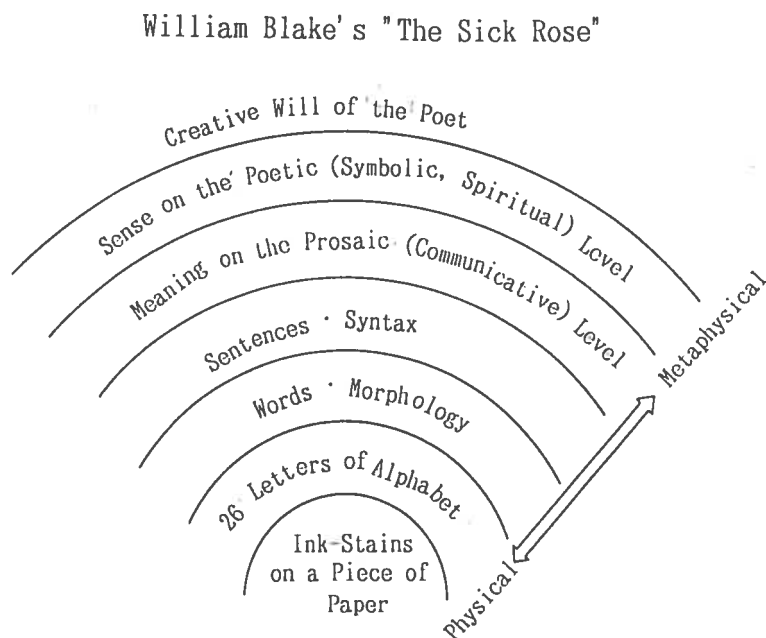 William Blake's "The Sick Rose"
Creative Will of the Poet
Sense on the Poetic (Symbolic, Spiritual) Level
Meaning on the Prosaic (Communicative) Level
Sentences · Syntax
Words · Morphology
26 Letters of Alphabet
Ink-Stains
on a Piece of
Paper
Metaphysical
Physical